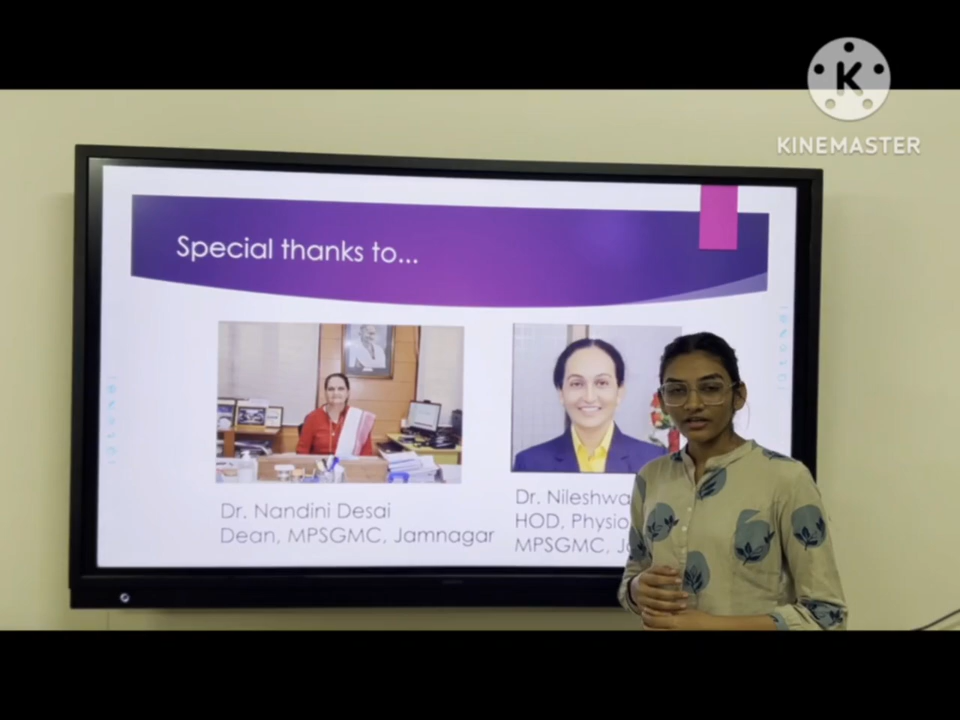 K
KINEMASTER
Special thanks to...
Dr. Nandini Desai
Dean, MPSGMC, Jamnagar
Dr. Nileshwa
HOD, Physio
MPSGMC, J